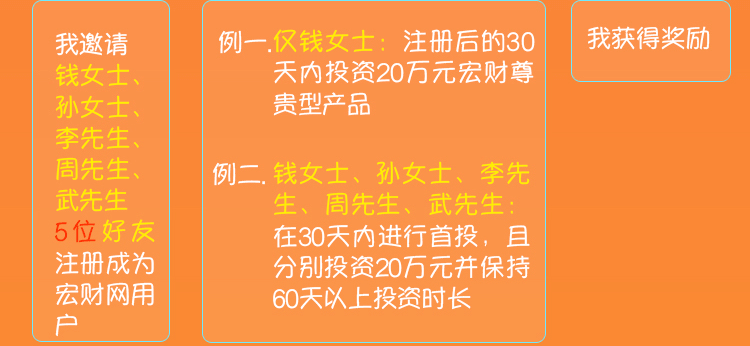 我邀请
钱女士、
孙女士、
李先生、
周先生、
武先生
5位好友
注册成为
宏财网用
户
例一.仅钱女士：注册后的30
天内投资20万元宏财尊
贵型产品
例二.钱女士、孙女士、李先
生、周先生、武先生：
在30天内进行首投，且
分别投资20万元并保持
60天以上投资时长
我获得奖励